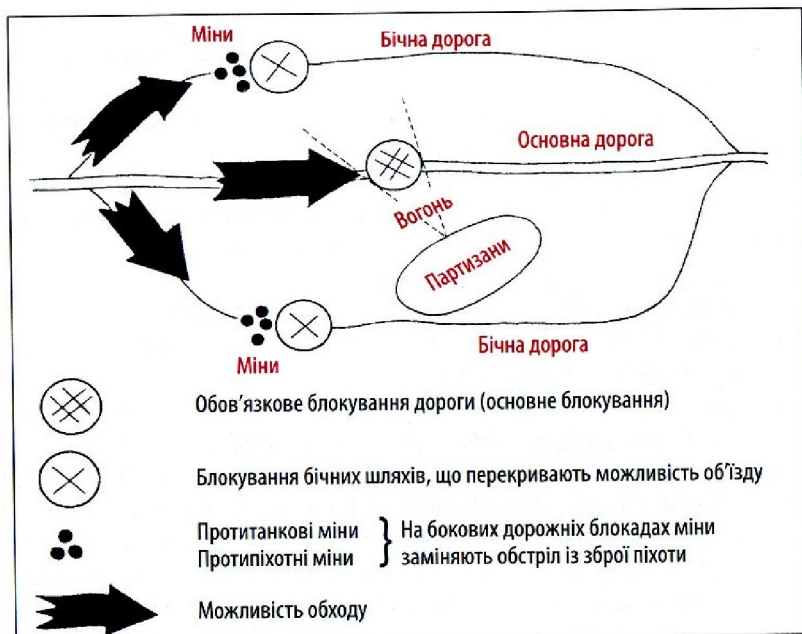 Міни
Бічна дорога
Основна дорога
Вогонь
Партизани
Бічна дорога
Міни
Обов'язкове блокування дороги (основне блокування)
Блокування бічних шляхів, що перекривають можливість об'їзду
Протитанкові міни
Протипіхотні міни
} На бокових дорожніх блокадах міни
заміняють обстріл із зброї піхоти
Можливість обходу